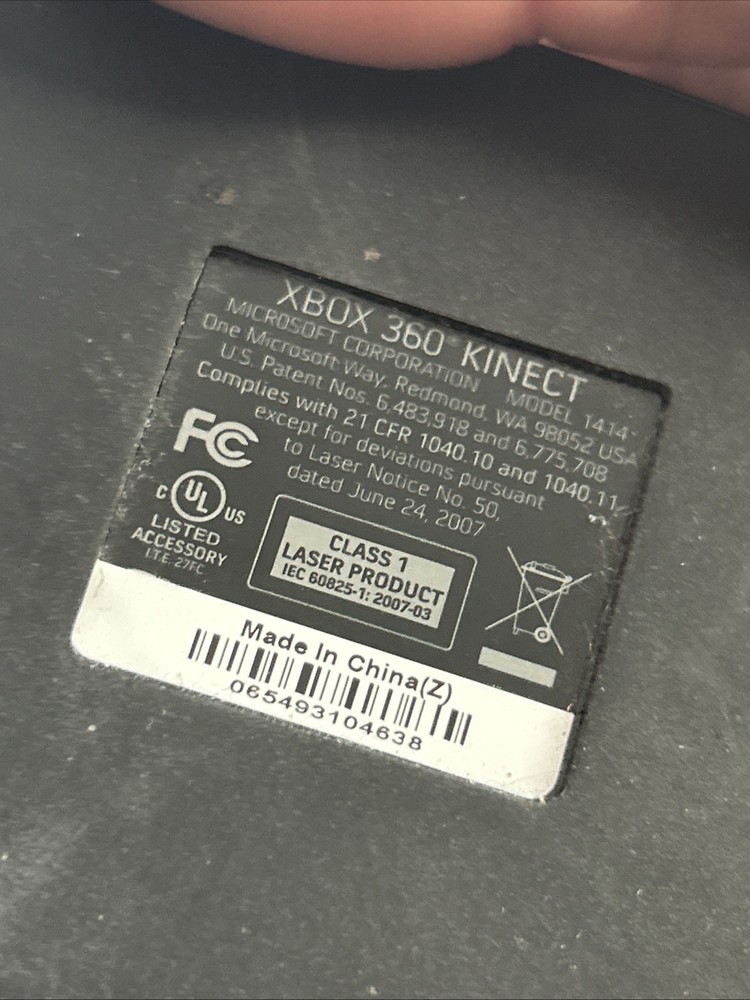 XBOX 360 KINECT
MICROSOFT CORPORATION MODEL 1414
One Microsoft Way, Redmond, WA 98052 USA
U.S. Patent Nos. 6,483,918 and 6,775,708
Complies with 21 CFR 1040.10 and 1040.11
except for deviations pursuant
to Laser Notice No. 50,
dated June 24, 2007
FC
C UL US
LISTED
ACCESSORY
I.T.E. 27FC
CLASS 1
LASER PRODUCT
IEC 60825-1: 2007-03
Made In China(Z)
065493104638